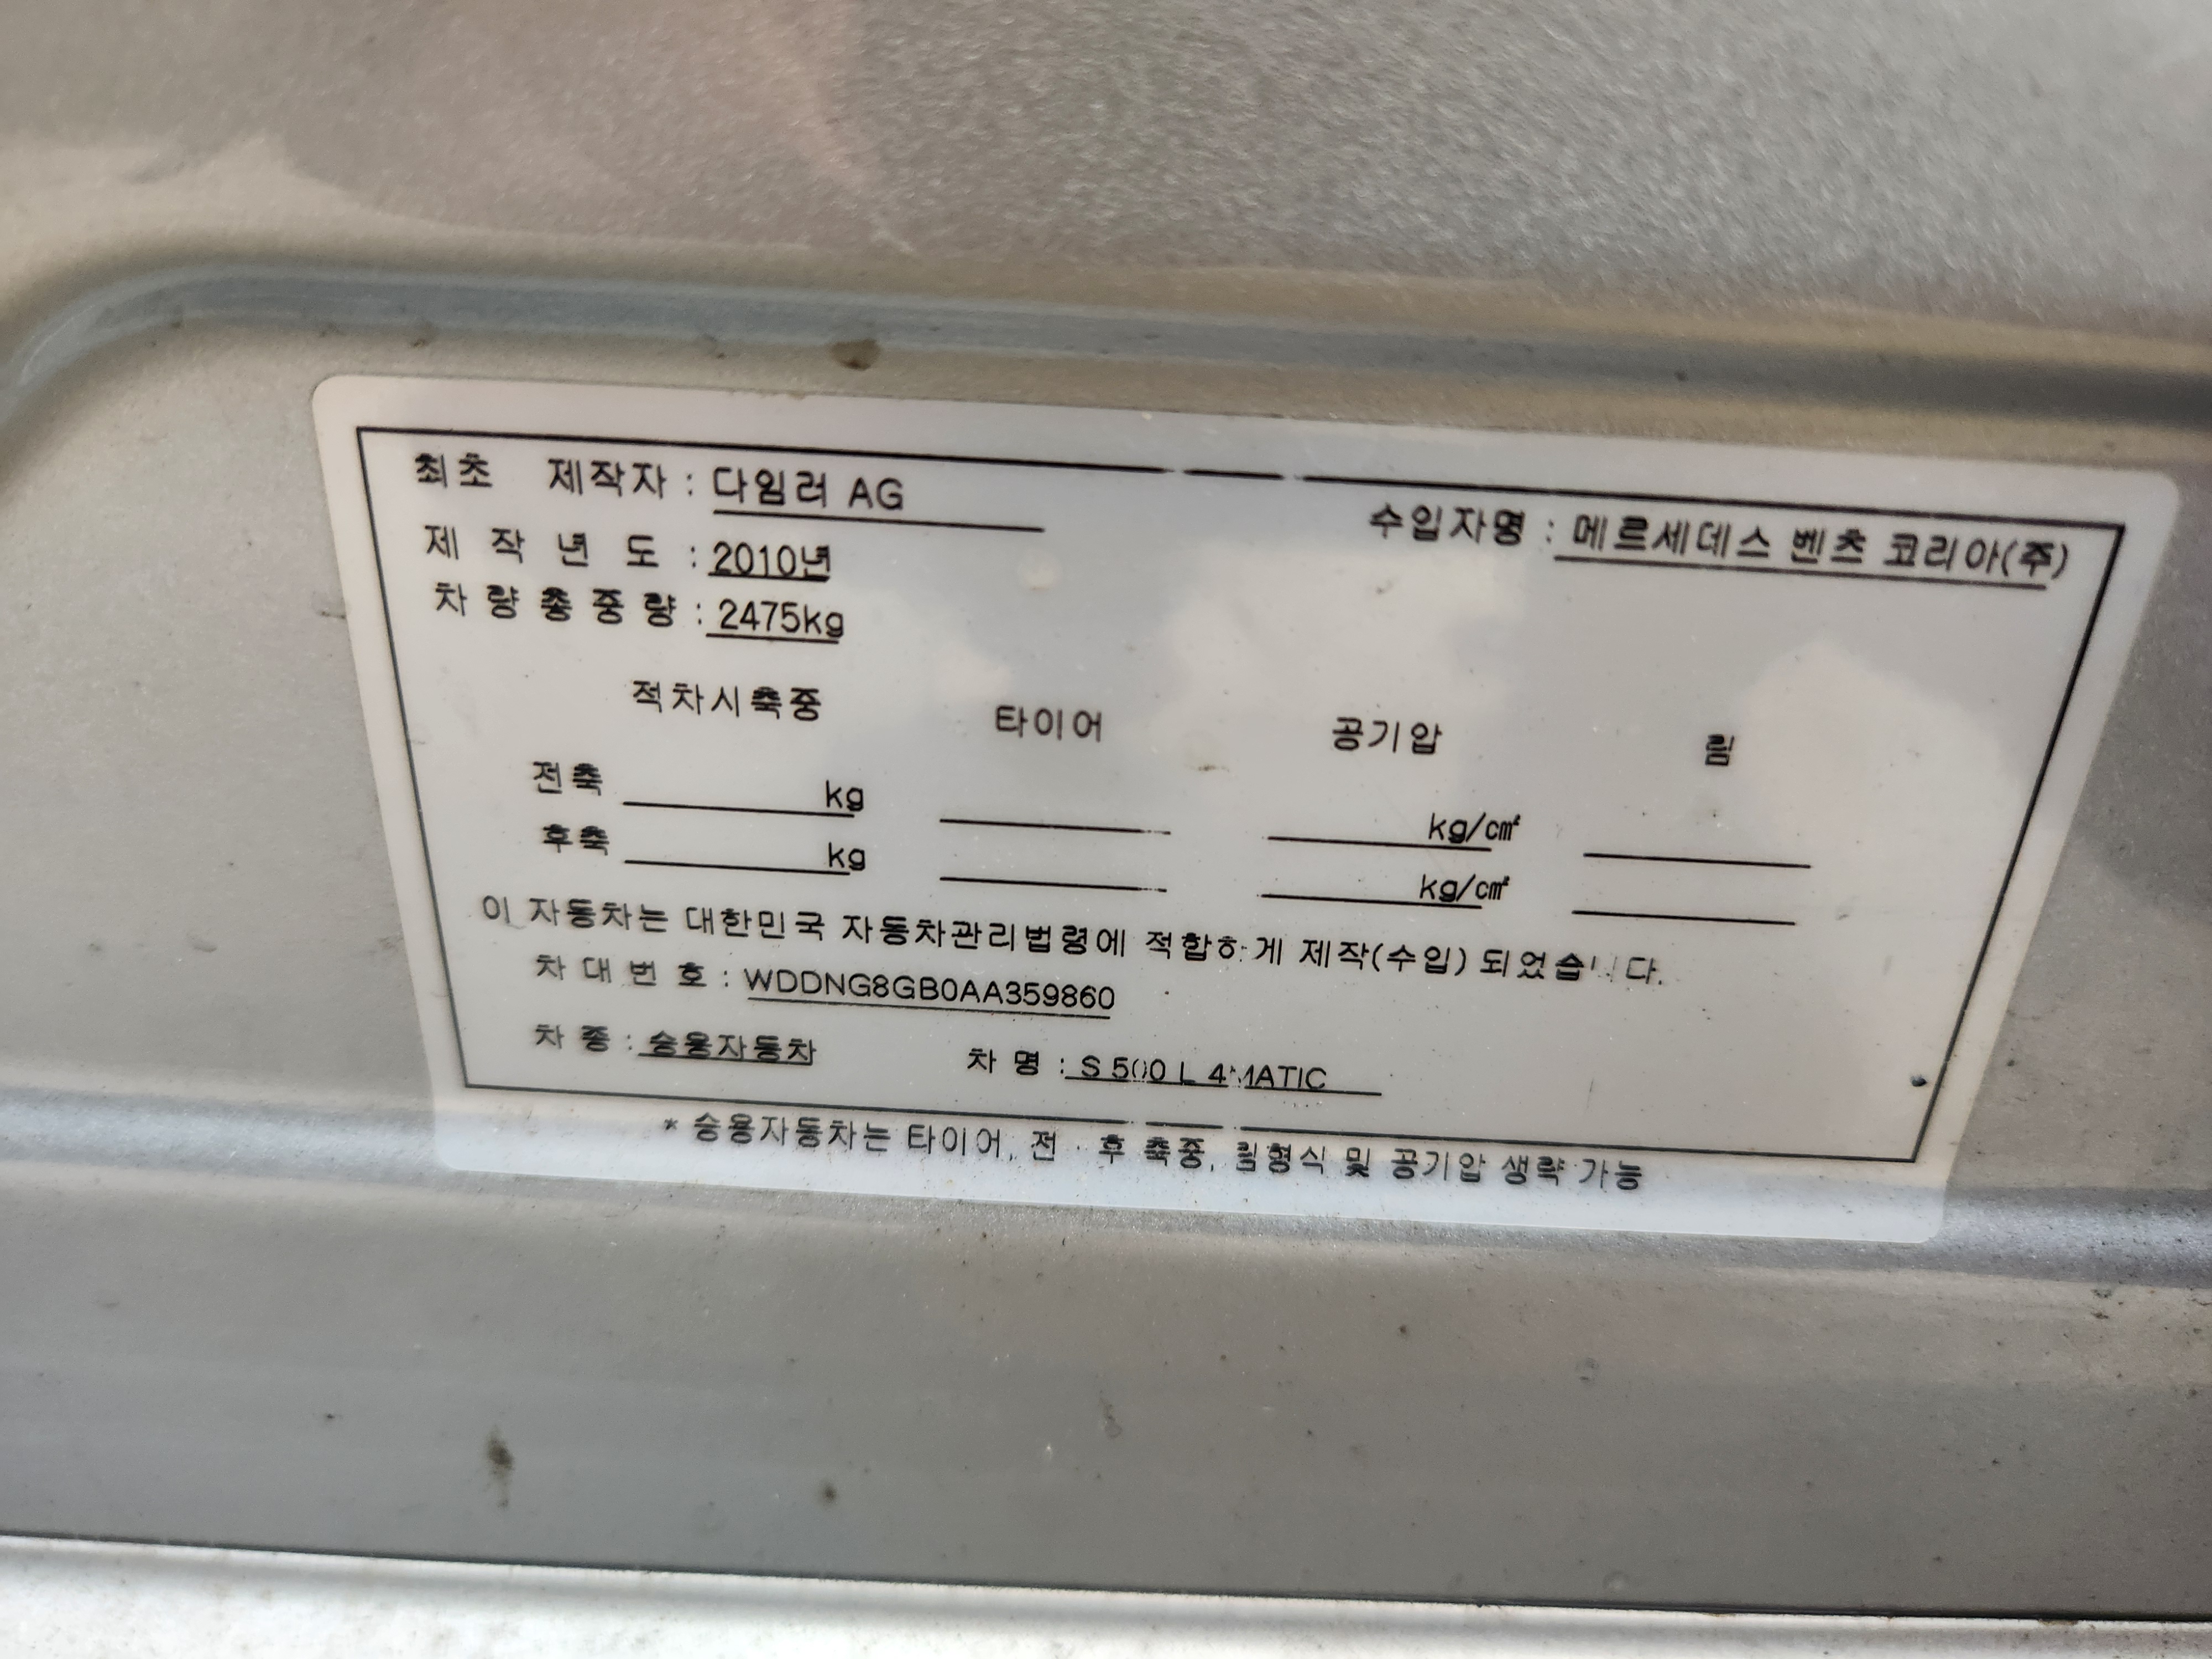 최초 제작자 : 다임러 AG
수입자명 : 메르세데스 벤츠 코리아(주)
제 작 년 도 : 2010년
차 량 총 중 량 : 2475kg
적차시축중 타이어 공기압 림
전축 kg kg/㎠
후축 kg kg/㎠
이 자동차는 대한민국 자동차관리법령에 적합하게 제작(수입) 되었습니다.
차 대 번 호 : WDDNG8GB0AA359860
차 종 : 승용자동차 차 명 : S 500 L 4MATIC
* 승용자동차는 타이어, 전 · 후 축중, 림형식 및 공기압 생략 가능